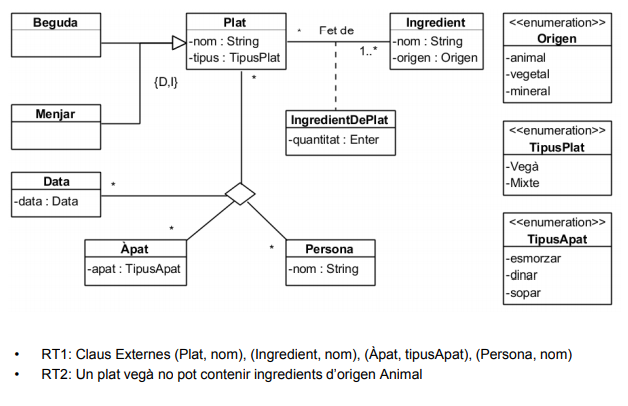 Beguda
Plat
-nom : String
-tipus : TipusPlat
*
Fet de
1..*
Ingredient
-nom : String
-origen : Origen
<<enumeration>>
Origen
-animal
-vegetal
-mineral
{D,I}
*
Menjar
IngredientDePlat
-quantitat : Enter
<<enumeration>>
TipusPlat
-Vegà
-Mixte
Data
-data : Data
*
*
*
Àpat
-apat : TipusApat
Persona
-nom : String
<<enumeration>>
TipusApat
-esmorzar
-dinar
-sopar
• RT1: Claus Externes (Plat, nom), (Ingredient, nom), (Àpat, tipusApat), (Persona, nom)
• RT2: Un plat vegà no pot contenir ingredients d’origen Animal